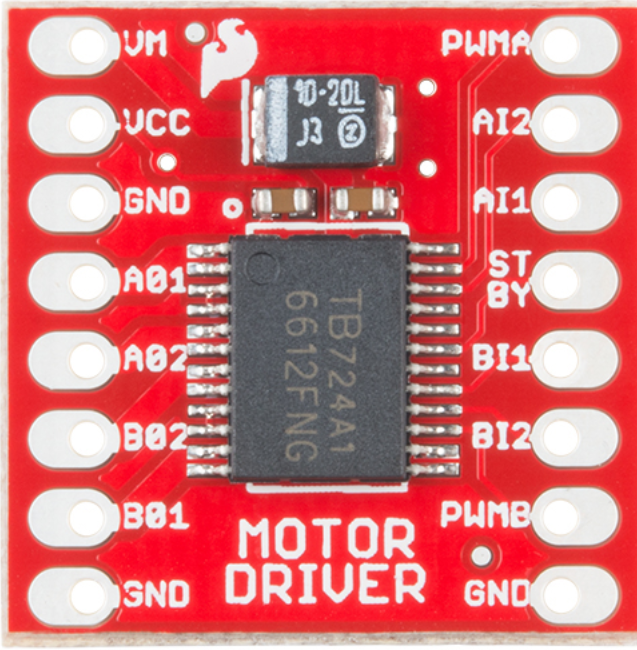 VM
VCC
GND
A01
A02
B02
B01
GND
10-20L
J3
TB724A1
6612FNG
MOTOR
DRIVER
PWMA
AI2
AI1
ST
BY
BI1
BI2
PWMB
GND